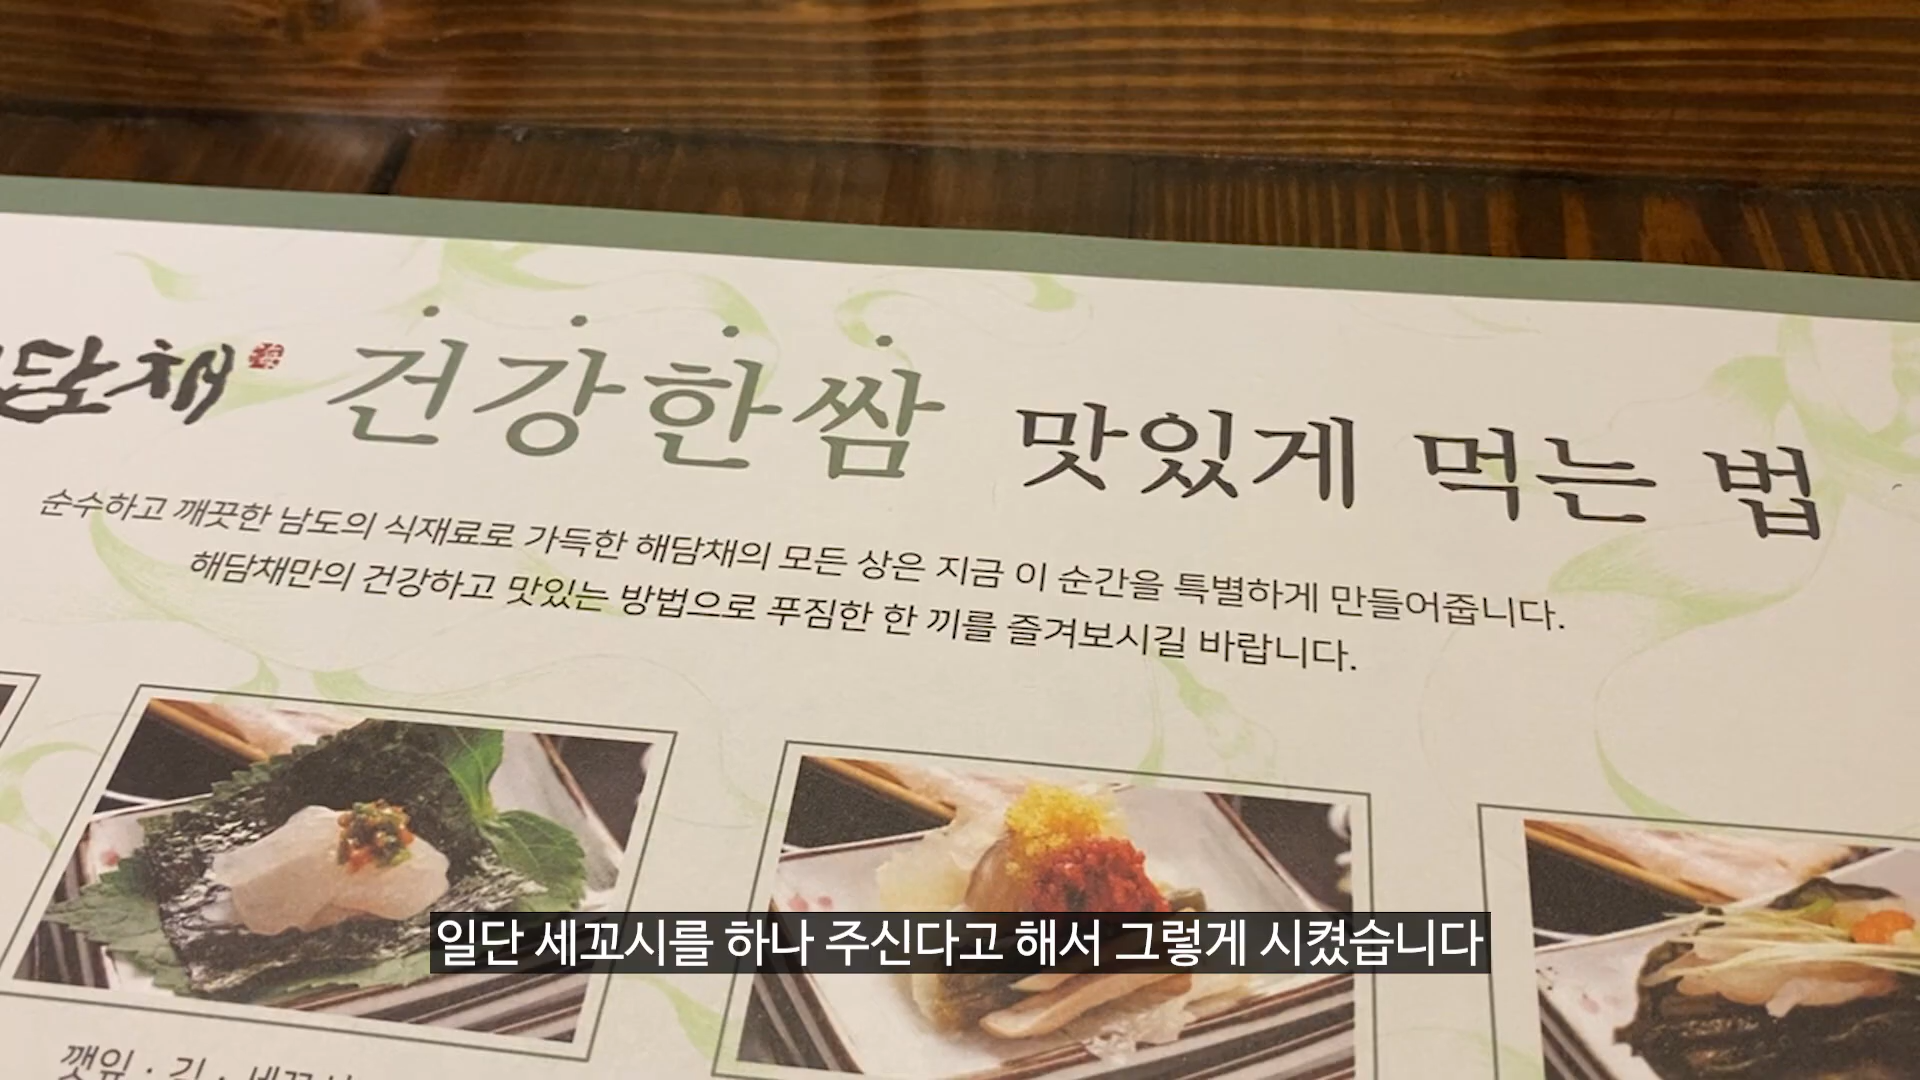 담채 건강한쌈 맛있게 먹는 법
순수하고 깨끗한 남도의 식재료로 가득한 해담채의 모든 상은 지금 이 순간을 특별하게 만들어줍니다.
해담채만의 건강하고 맛있는 방법으로 푸짐한 한 끼를 즐겨보시길 바랍니다.
일단 세꼬시를 하나 주신다고 해서 그렇게 시켰습니다
깻잎 · 김 ·